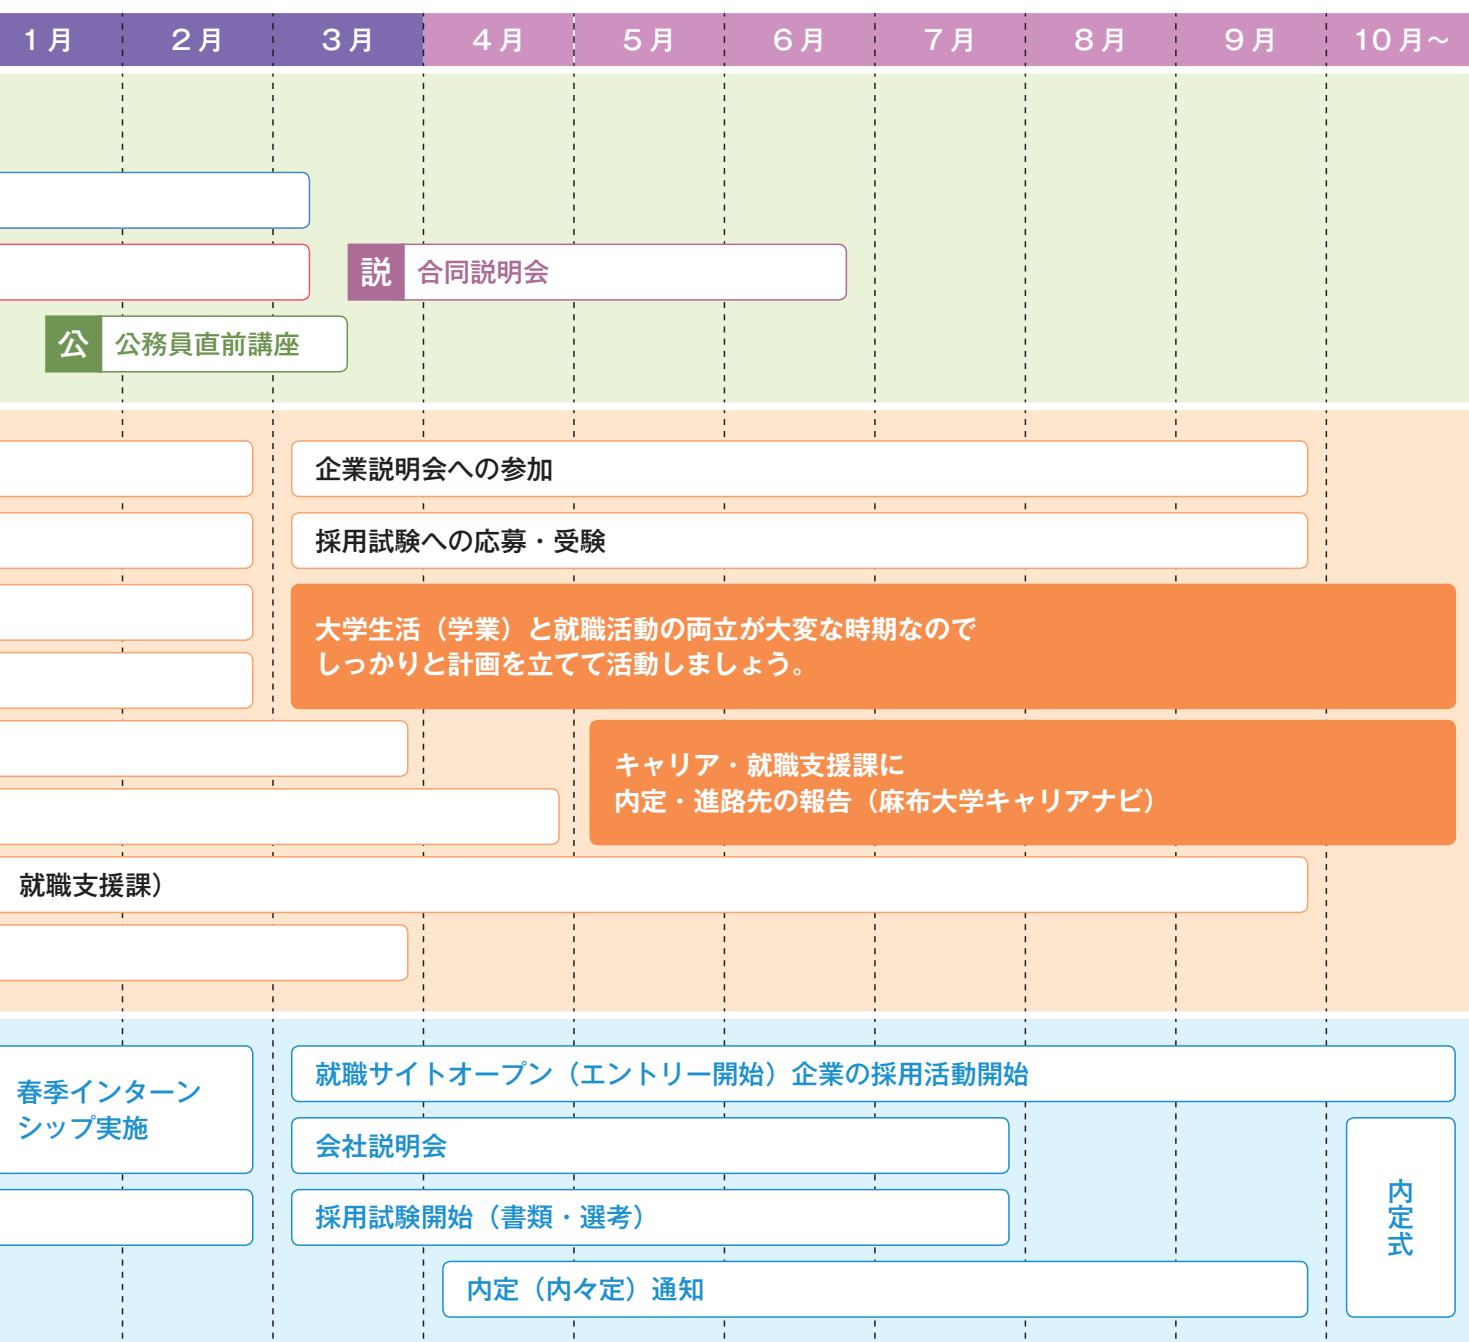 1月 2月 3月 4月 5月 6月 7月 8月 9月 10月～
説 合同説明会
公 公務員直前講座
企業説明会への参加
採用試験への応募・受験
大学生活（学業）と就職活動の両立が大変な時期なので
しっかりと計画を立てて活動しましょう。
キャリア・就職支援課に
内定・進路先の報告（麻布大学キャリアナビ）
就職支援課）
春季インターン
シップ実施
就職サイトオープン（エントリー開始）企業の採用活動開始
会社説明会
採用試験開始（書類・選考）
内定（内々定）通知
内定式